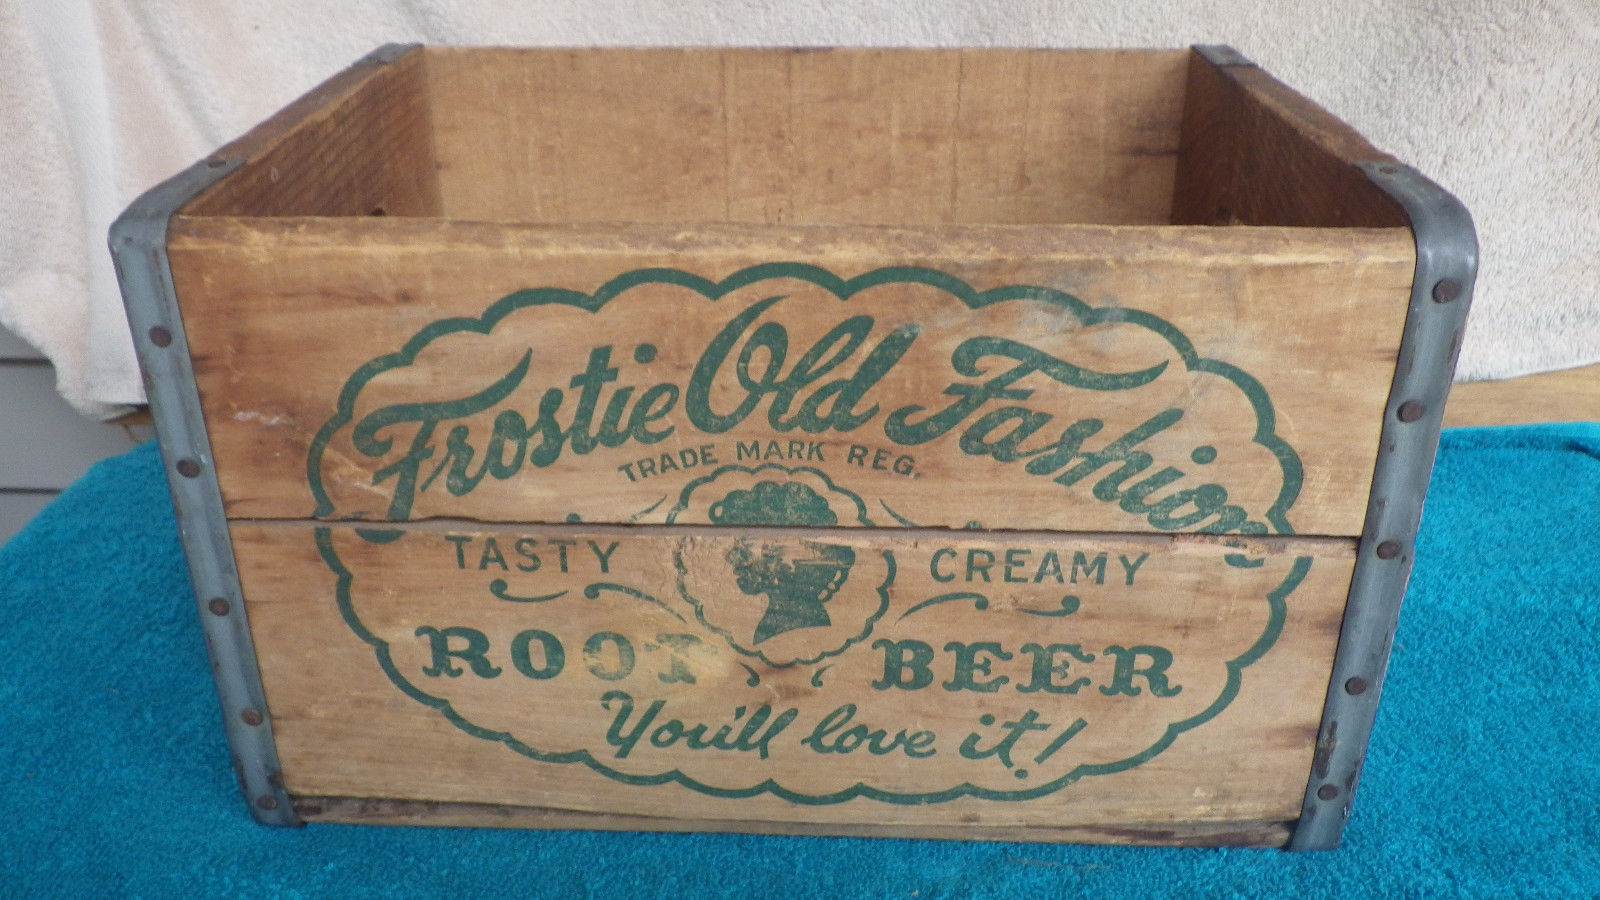 Frostie Old Fashion
TRADE MARK REG.
TASTY CREAMY
ROOT BEER
You'll love it!